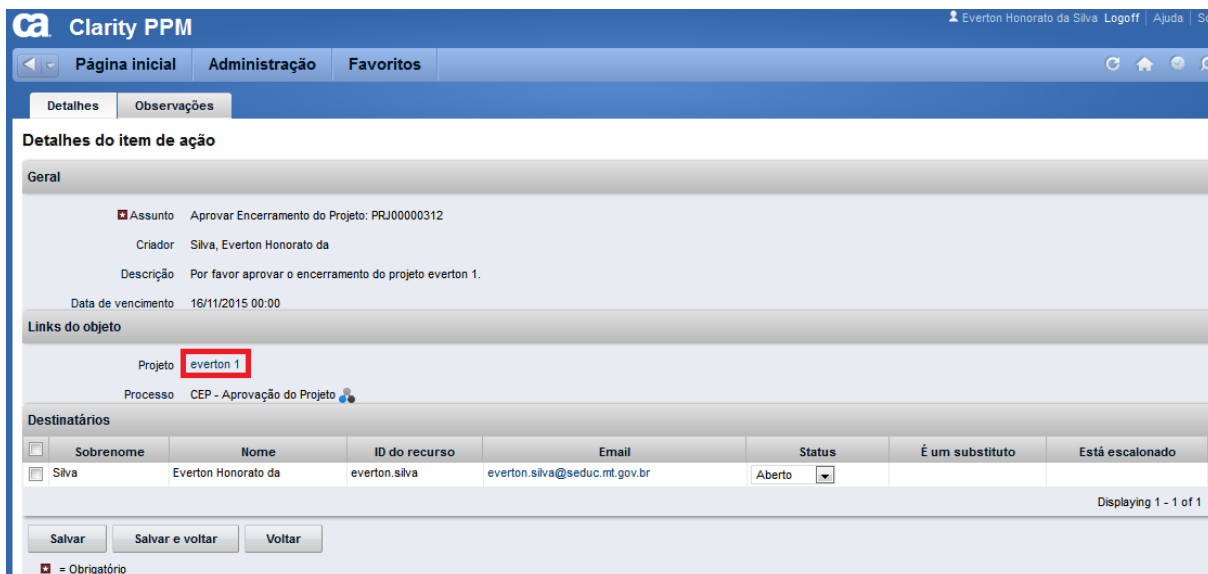 ca Clarity PPM
Everton Honorato da Silva Logoff | Ajuda |
Página inicial Administração Favoritos
Detalhes Observações
Detalhes do item de ação
Geral
Assunto Aprovar Encerramento do Projeto: PRJ00000312
Criador Silva, Everton Honorato da
Descrição Por favor aprovar o encerramento do projeto everton 1.
Data de vencimento 16/11/2015 00:00
Links do objeto
Projeto everton 1
Processo CEP - Aprovação do Projeto
Destinatários
Sobrenome Nome ID do recurso Email Status É um substituto Está escalonado
Silva Everton Honorato da everton.silva everton.silva@seduc.mt.gov.br Aberto
Displaying 1 - 1 of 1
Salvar Salvar e voltar Voltar
= Obrigatório